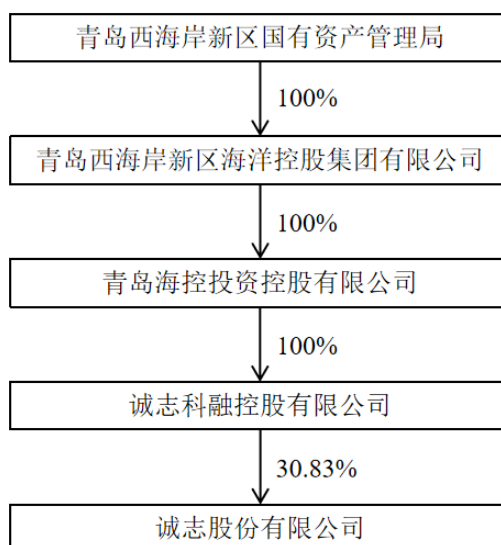 青岛西海岸新区国有资产管理局
100%
青岛西海岸新区海洋控股集团有限公司
100%
青岛海控投资控股有限公司
100%
诚志科融控股有限公司
30.83%
诚志股份有限公司